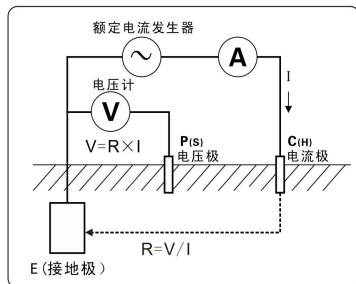 额定电流发生器
A
I
电压计
V
V=R×I
P(S)
电压极
C(H)
电流极
R=V/I
E(接地极)